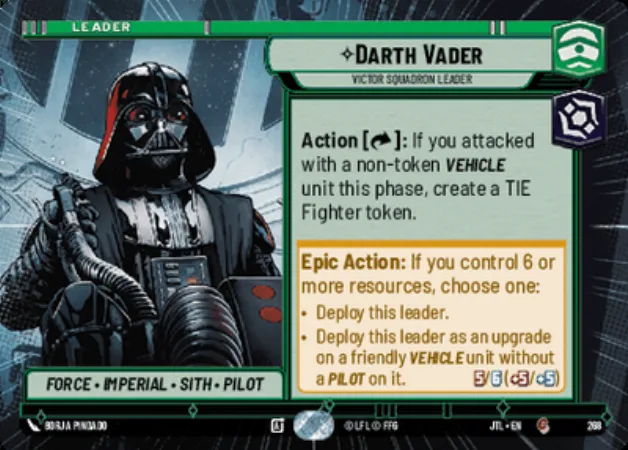 LEADER
✧DARTH VADER
VICTOR SQUADRON LEADER
Action [↷]: If you attacked
with a non-token VEHICLE
unit this phase, create a TIE
Fighter token.
Epic Action: If you control 6 or
more resources, choose one:
• Deploy this leader.
• Deploy this leader as an upgrade
on a friendly VEHICLE unit without
a PILOT on it. 5/6 (+5/+5)
FORCE • IMPERIAL • SITH • PILOT
BORJA PINDADO
© LFL © FFG
JTL • EN
268